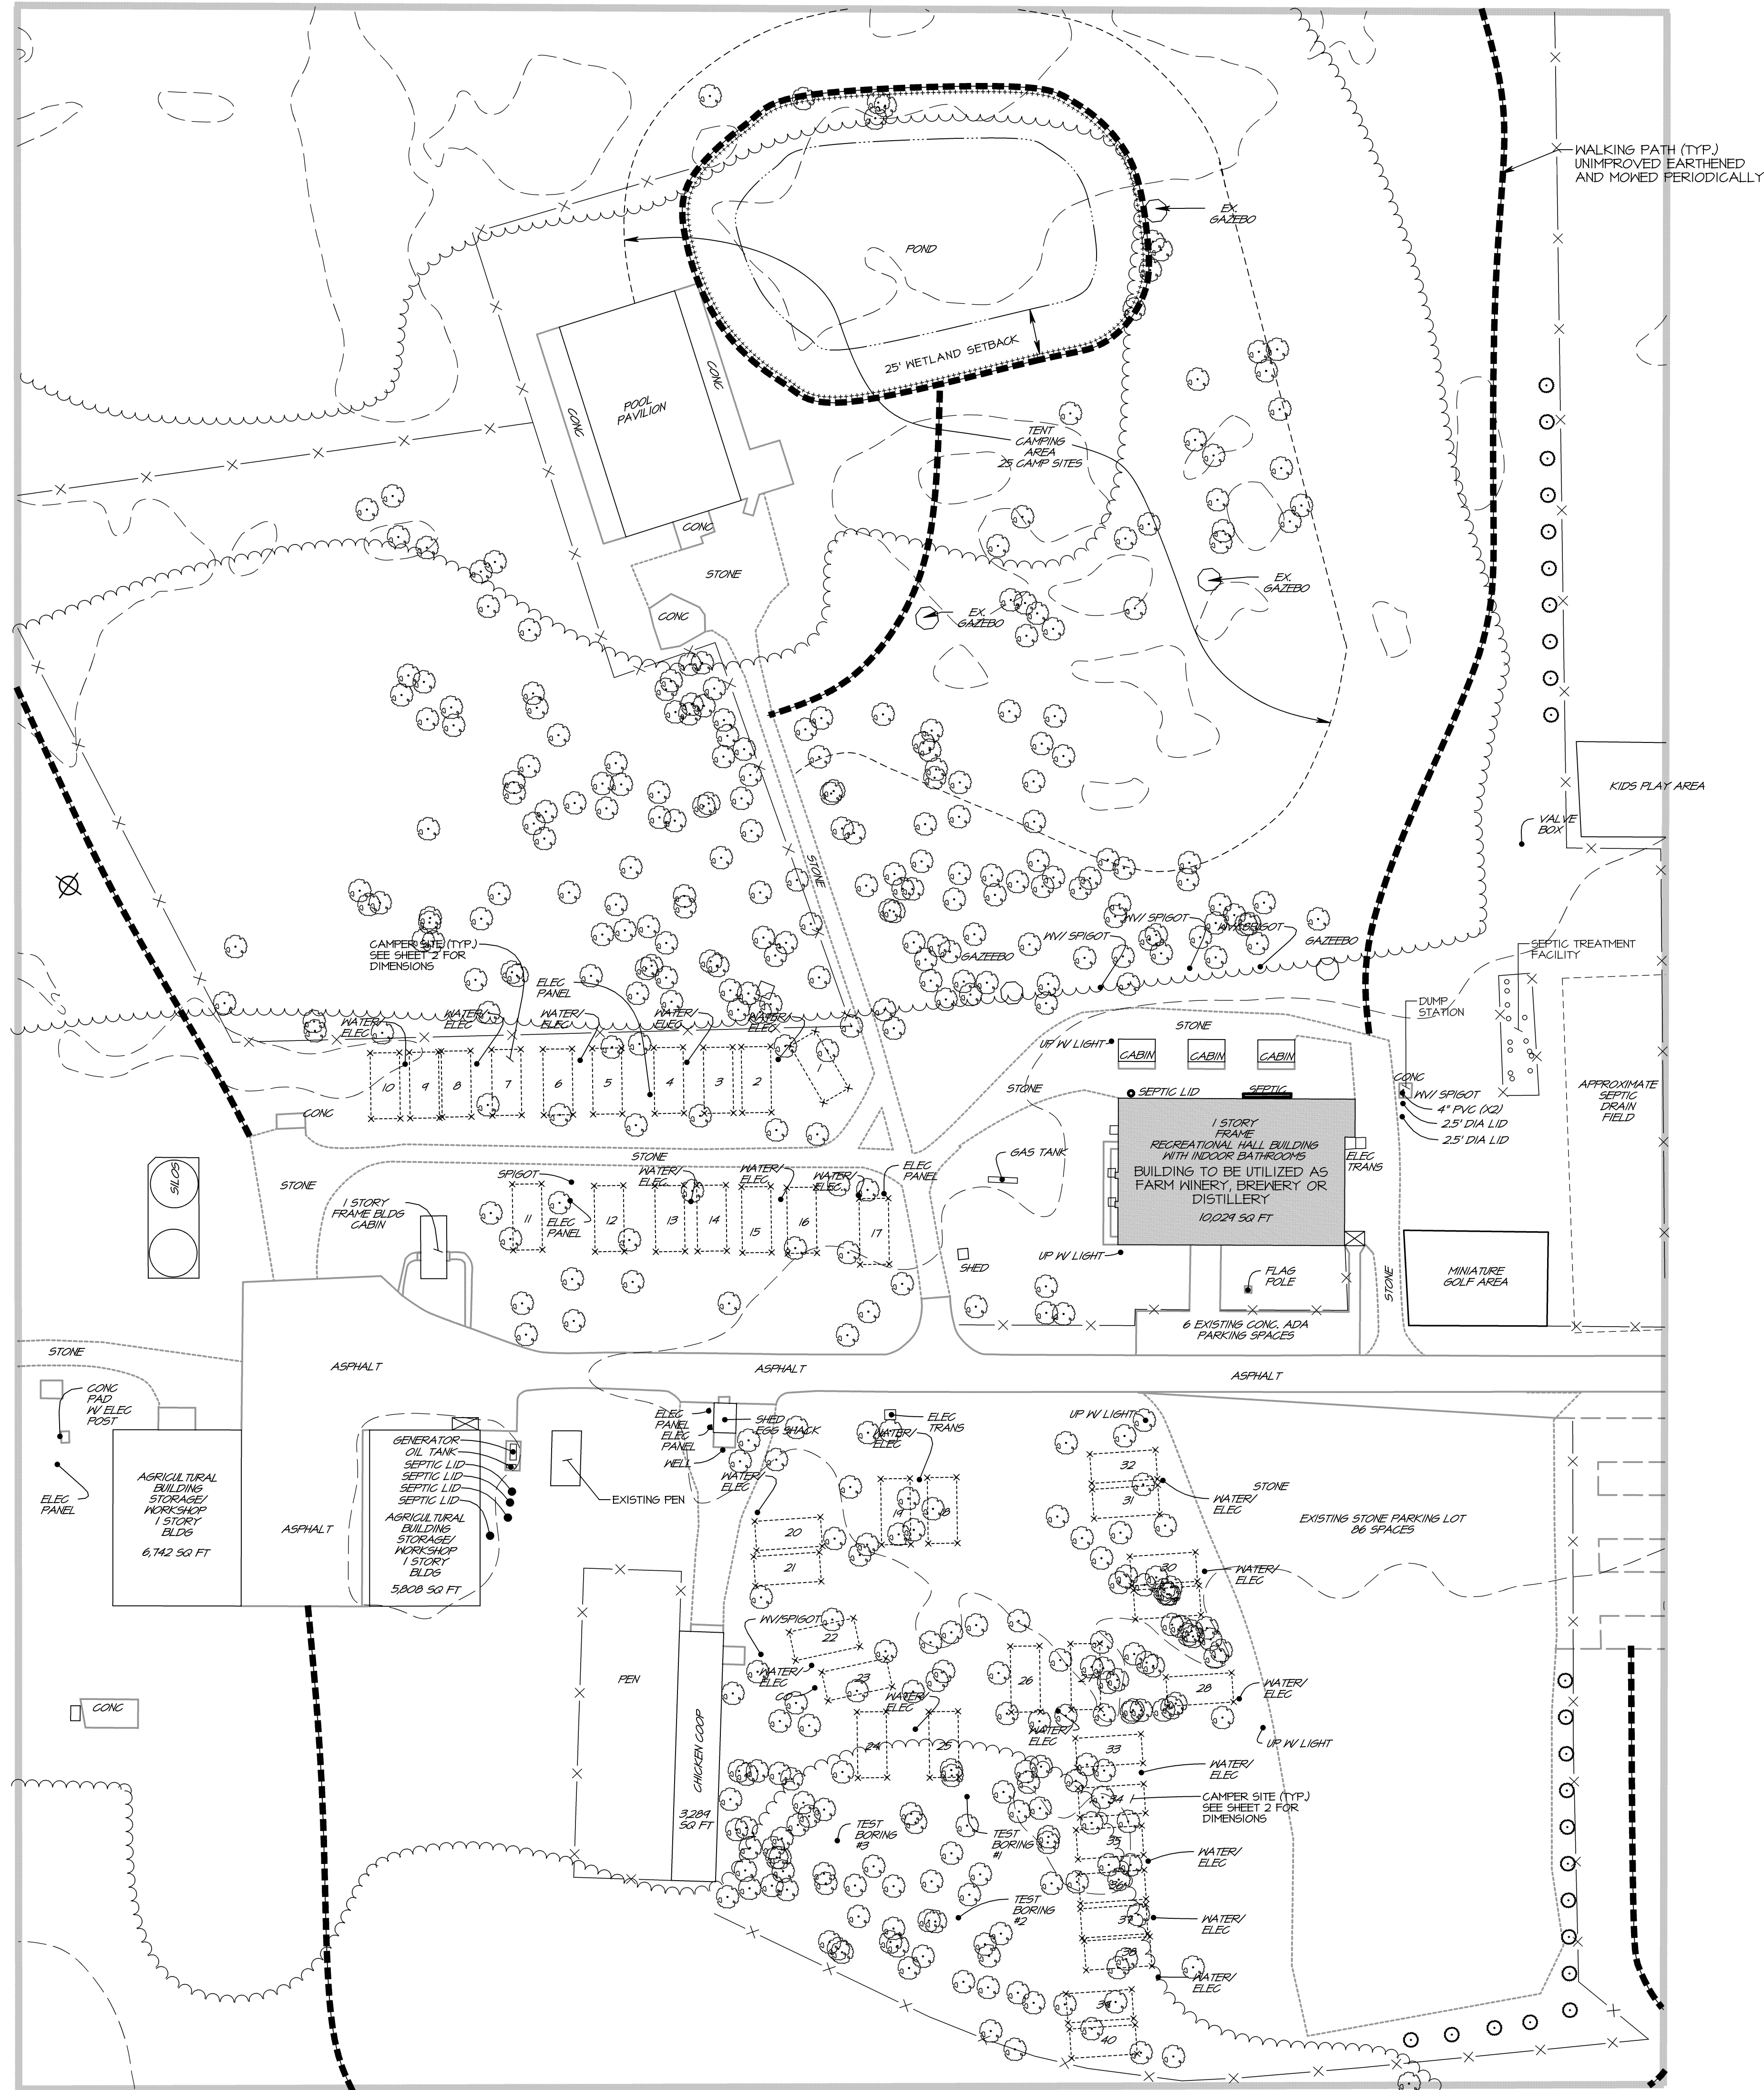 WALKING PATH (TYP.)
UNIMPROVED EARTHENED
AND MOWED PERIODICALLY
EX.
GAZEBO
POND
25' WETLAND SETBACK
CONC
POOL
PAVILION
CONC
TENT
CAMPING
AREA
25 CAMP SITES
CONC
STONE
EX.
GAZEBO
CONC
EX.
GAZEBO
KIDS PLAY AREA
VALVE
BOX
STONE
W/ SPIGOT
W/ SPIGOT
GAZEEBO
GAZEEBO
CAMPER SITE (TYP.)
SEE SHEET 2 FOR
DIMENSIONS
SEPTIC TREATMENT
FACILITY
ELEC
PANEL
DUMP
STATION
WATER/
ELEC
WATER/
ELEC
WATER/
ELEC
WATER/
ELEC
WATER/
ELEC
STONE
UP W/ LIGHT
CABIN
CABIN
CABIN
10
9
8
7
6
5
4
3
2
STONE
SEPTIC LID
SEPTIC
CONC
WV/ SPIGOT
4" PVC (X2)
2.5' DIA LID
2.5' DIA LID
APPROXIMATE
SEPTIC
DRAIN
FIELD
CONC
1 STORY
FRAME
RECREATIONAL HALL BUILDING
WITH INDOOR BATHROOMS
BUILDING TO BE UTILIZED AS
FARM WINERY, BREWERY OR
DISTILLERY
10,029 SQ FT
ELEC
TRANS
GAS TANK
STONE
SILOS
STONE
SPIGOT
WATER/
ELEC
WATER/
ELEC
WATER/
ELEC
ELEC
PANEL
1 STORY
FRAME BLDG
CABIN
ELEC
PANEL
11
12
13
14
15
16
17
UP W/ LIGHT
SHED
FLAG
POLE
STONE
MINIATURE
GOLF AREA
6 EXISTING CONC. ADA
PARKING SPACES
STONE
ASPHALT
ASPHALT
ASPHALT
CONC
PAD
W/ ELEC
POST
ELEC
PANEL
ELEC
PANEL
SHED
EGG SHACK
WELL
ELEC
TRANS
WATER/
ELEC
UP W/ LIGHT
GENERATOR
OIL TANK
SEPTIC LID
SEPTIC LID
SEPTIC LID
SEPTIC LID
AGRICULTURAL
BUILDING
STORAGE/
WORKSHOP
1 STORY
BLDG
5,808 SQ FT
AGRICULTURAL
BUILDING
STORAGE/
WORKSHOP
1 STORY
BLDG
6,742 SQ FT
ELEC
PANEL
ASPHALT
EXISTING PEN
WATER/
ELEC
32
31
WATER/
ELEC
STONE
EXISTING STONE PARKING LOT
86 SPACES
19
18
20
21
30
WATER/
ELEC
WV/SPIGOT
22
23
WATER/
ELEC
CO
WATER/
ELEC
26
27
28
WATER/
ELEC
PEN
CONC
CHICKEN COOP
3,289
SQ FT
24
25
WATER/
ELEC
UP W/ LIGHT
33
WATER/
ELEC
34
CAMPER SITE (TYP.)
SEE SHEET 2 FOR
DIMENSIONS
TEST
BORING
#3
TEST
BORING
#1
35
WATER/
ELEC
36
TEST
BORING
#2
37
WATER/
ELEC
38
WATER/
ELEC
39
40